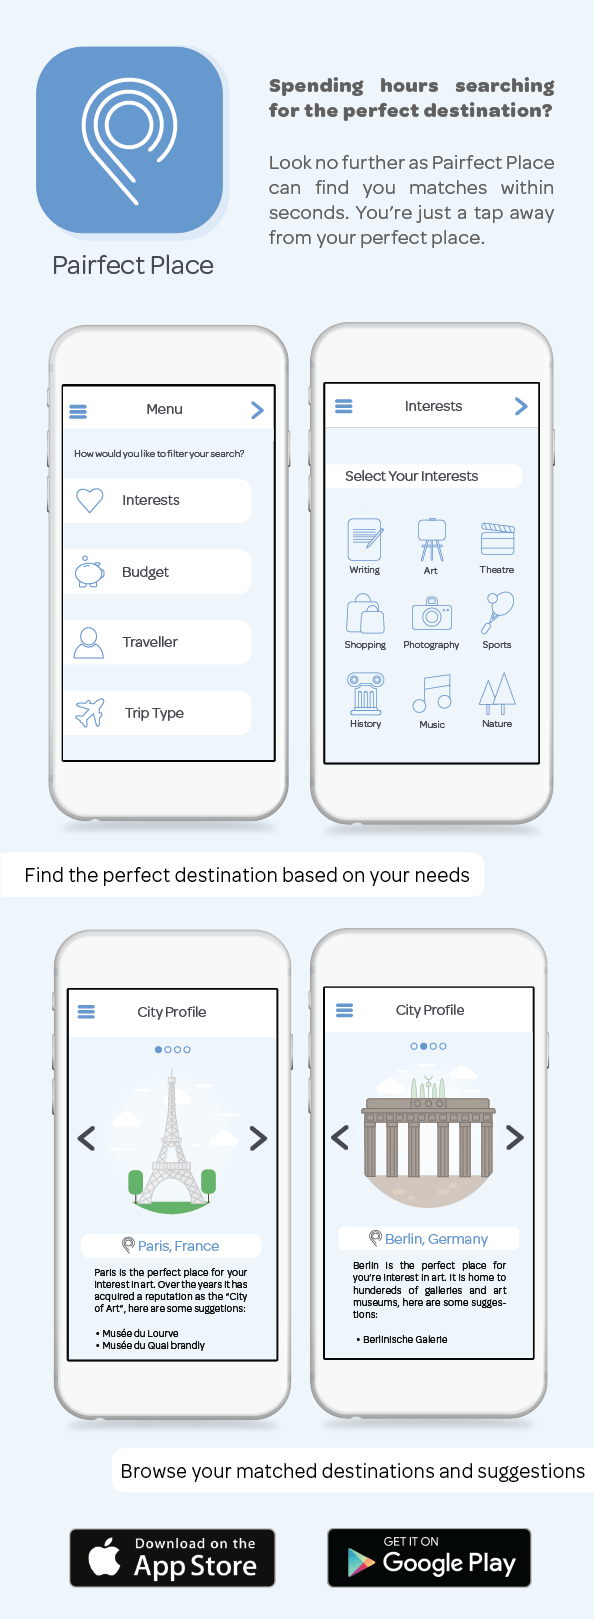 Spending hours searching
for the perfect destination?
Look no further as Pairfect Place
can find you matches within
seconds. You're just a tap away
from your perfect place.
Pairfect Place
Menu
How would you like to filter your search?
Interests
Budget
Traveller
Trip Type
Interests
Select Your Interests
Writing
Art
Theatre
Shopping
Photography
Sports
History
Music
Nature
Find the perfect destination based on your needs
City Profile
Paris, France
Paris is the perfect place for your
interest in art. Over the years it has
acquired a reputation as the "City
of Art", here are some suggetions:
• Musée du Lourve
• Musée du Quai brandly
City Profile
Berlin, Germany
Berlin is the perfect place for
you're interest in art. It is home to
hundereds of galleries and art
museums, here are some sugges-
tions:
• Berlinische Galerie
Browse your matched destinations and suggestions
Download on the
App Store
GET IT ON
Google Play